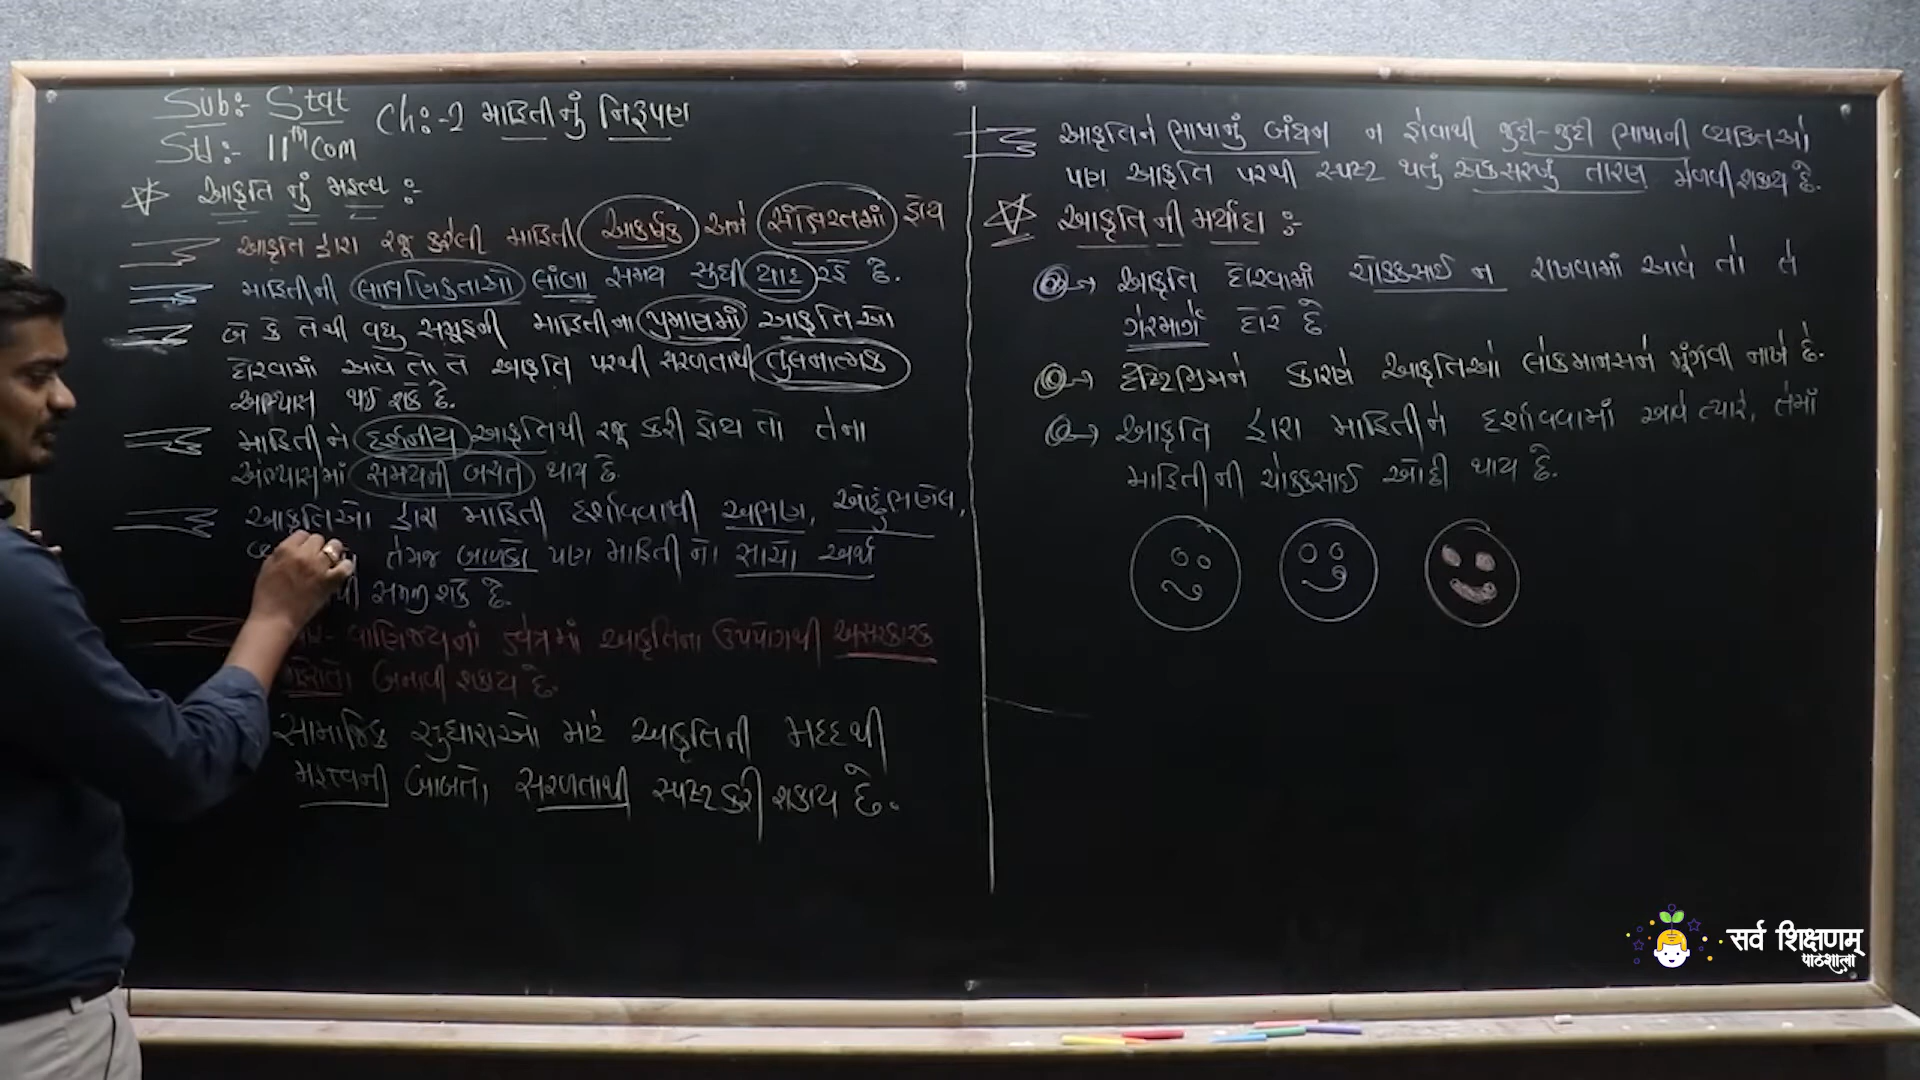 Sub:- Stat
Ch:-2 માહિતીનું નિરૂપણ
Std:- 11th Com
આકૃતિ નું મહત્વ :-
આકૃતિ દ્વારા રજૂ કરેલી માહિતી આકર્ષક અને સંક્ષિપ્તમાં હોય
માહિતીની લાક્ષણિકતાઓ લાંબા સમય સુધી યાદ રહે છે.
બે કે તેથી વધુ સમૂહની માહિતીના પ્રમાણમાં આકૃતિઓ
દોરવામાં આવે તો તે આકૃતિ પરથી સરળતાથી તુલનાત્મક
અભ્યાસ થઈ શકે છે.
માહિતીને દર્શનીય આકૃતિથી રજૂ કરી હોય તો તેના
અભ્યાસમાં સમયની બચત થાય છે.
આકૃતિઓ દ્વારા માહિતી દર્શાવવાથી અભણ, ઓછું ભણેલ,
તેમજ બાળકો પણ માહિતીનો સાચો અર્થ
સમજી શકે છે.
વાણિજ્યનાં ક્ષેત્રમાં આકૃતિના ઉપયોગથી અસરકારક
બનાવી શકાય છે.
સામાજિક સુધારાઓ માટે આકૃતિની મદદથી
મહત્ત્વની બાબતો સરળતાથી સ્પષ્ટ કરી શકાય છે.
આકૃતિને ભાષાનું બંધન ન હોવાથી જુદી-જુદી ભાષાની વ્યક્તિઓ
પણ આકૃતિ પરથી સ્પષ્ટ થતું એકસરખું તારણ મેળવી શકાય છે.
આકૃતિ ની મર્યાદા :-
આકૃતિ દોરવામાં ચોક્કસાઈ ન રાખવામાં આવે તો તે
ગેરમાર્ગે દોરે છે
દૃષ્ટિભ્રમને કારણે આકૃતિઓ લોકમાનસને મૂંઝવી નાખે છે.
આકૃતિ દ્વારા માહિતીને દર્શાવવામાં આવે ત્યારે, તેમાં
માહિતીની ચોક્કસાઈ ઓછી થાય છે.
સર્વ શિક્ષણમ્
પાઠશાલા